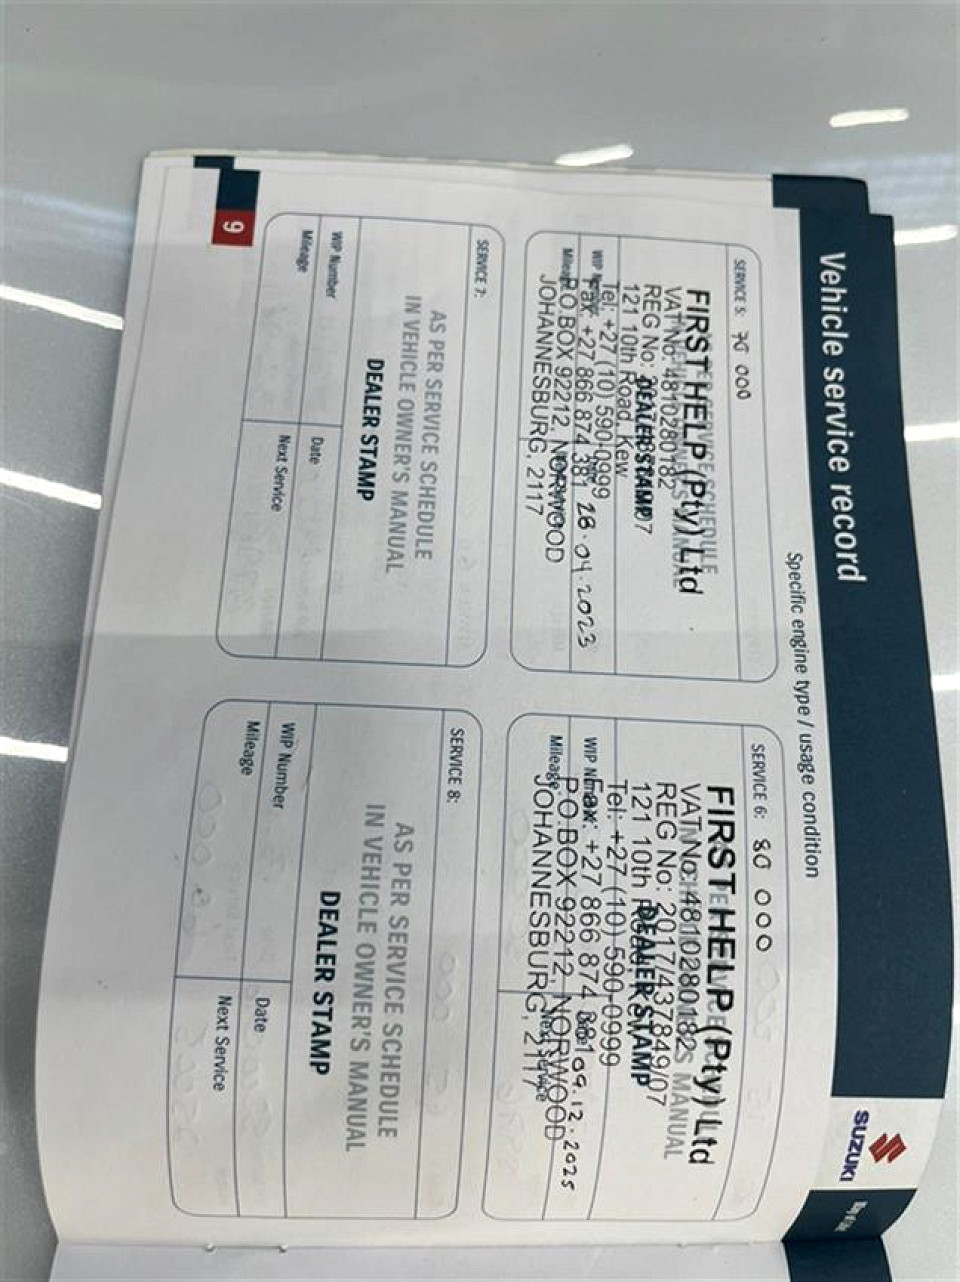 Vehicle service record
SUZUKI
Specific engine type / usage condition
SERVICE 5: 70 000
FIRST HELP (Pty) Ltd
VAT No: 4810280182
REG No:
121 10th Road, Kew
Tel: +27 (10) 590-0999
Fax: +27 866 874 381
28.04.2023
P.O.BOX 92212, NORWOOD
JOHANNESBURG, 2117
DEALER STAMP
Mileage
SERVICE 6: 80 000
FIRST HELP (Pty) Ltd
VAT No: 4810280182
REG No: 2017/437849/07
121 10th Road, Kew
Tel: +27 (10) 590-0999
Fax: +27 866 874 381
09.12.2025
P.O.BOX 92212, NORWOOD
JOHANNESBURG, 2117
DEALER STAMP
WIP Number
Mileage
Next Service
SERVICE 7:
AS PER SERVICE SCHEDULE
IN VEHICLE OWNER'S MANUAL
DEALER STAMP
WIP Number
Date
Mileage
Next Service
SERVICE 8:
AS PER SERVICE SCHEDULE
IN VEHICLE OWNER'S MANUAL
DEALER STAMP
WIP Number
Date
Mileage
Next Service
9